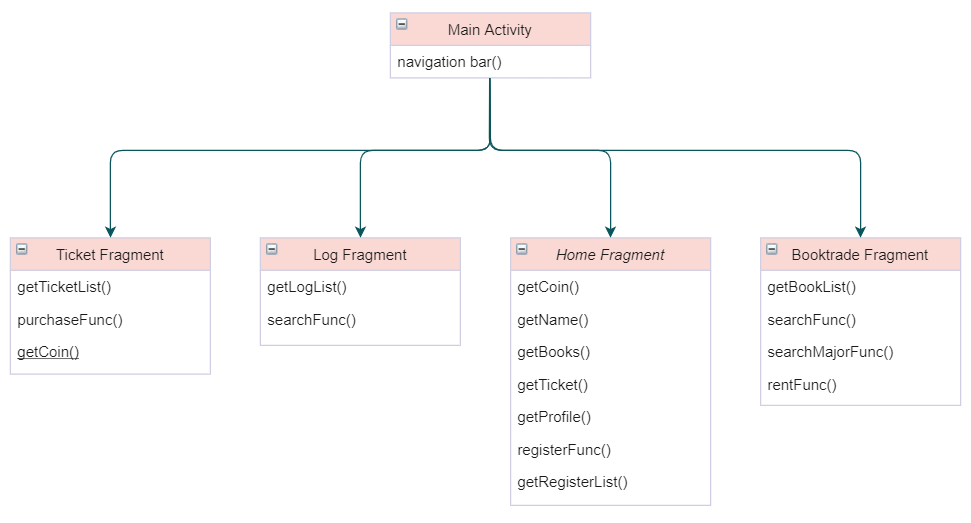 Main Activity
navigation bar()
Ticket Fragment
getTicketList()
purchaseFunc()
getCoin()
Log Fragment
getLogList()
searchFunc()
Home Fragment
getCoin()
getName()
getBooks()
getTicket()
getProfile()
registerFunc()
getRegisterList()
Booktrade Fragment
getBookList()
searchFunc()
searchMajorFunc()
rentFunc()